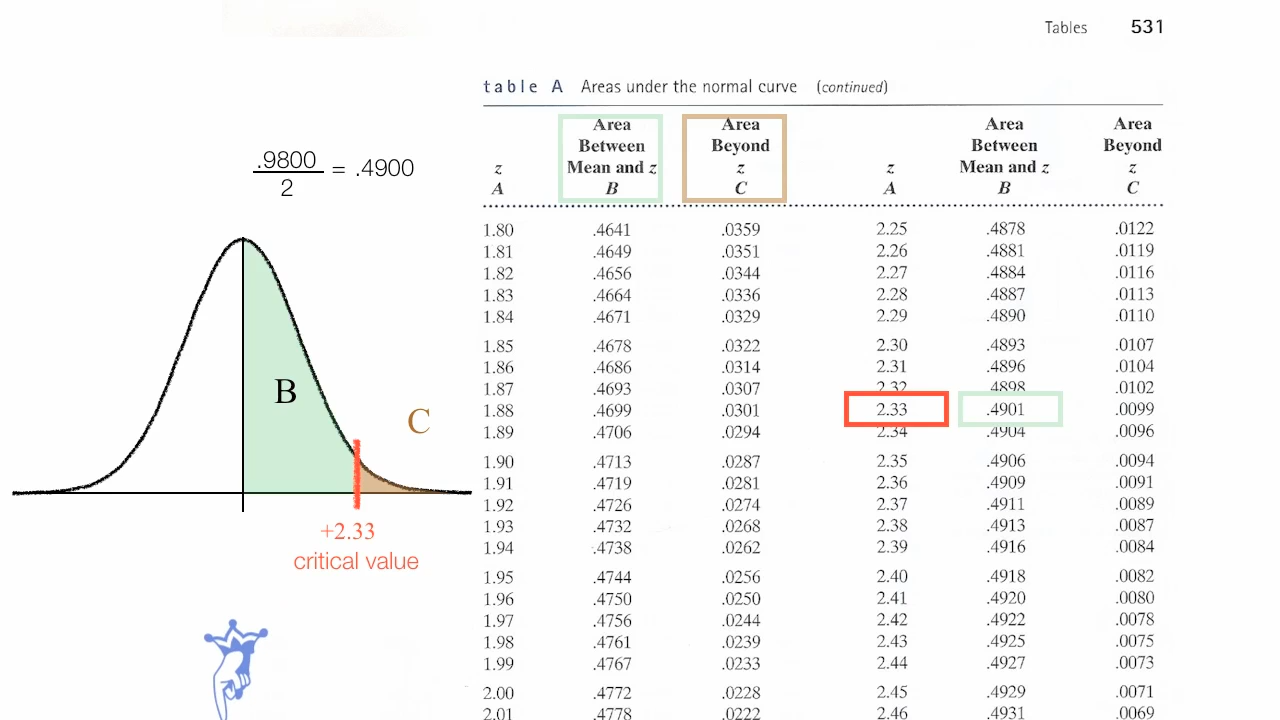 Tables 531
table A Areas under the normal curve (continued)
.9800
2
= .4900
B
C
+2.33
critical value
Area Area Area Area
Between Beyond Between Beyond
z Mean and z z z Mean and z z
A B C A B C
1.80 .4641 .0359 2.25 .4878 .0122
1.81 .4649 .0351 2.26 .4881 .0119
1.82 .4656 .0344 2.27 .4884 .0116
1.83 .4664 .0336 2.28 .4887 .0113
1.84 .4671 .0329 2.29 .4890 .0110
1.85 .4678 .0322 2.30 .4893 .0107
1.86 .4686 .0314 2.31 .4896 .0104
1.87 .4693 .0307 2.32 .4898 .0102
1.88 .4699 .0301 2.33 .4901 .0099
1.89 .4706 .0294 2.34 .4904 .0096
1.90 .4713 .0287 2.35 .4906 .0094
1.91 .4719 .0281 2.36 .4909 .0091
1.92 .4726 .0274 2.37 .4911 .0089
1.93 .4732 .0268 2.38 .4913 .0087
1.94 .4738 .0262 2.39 .4916 .0084
1.95 .4744 .0256 2.40 .4918 .0082
1.96 .4750 .0250 2.41 .4920 .0080
1.97 .4756 .0244 2.42 .4922 .0078
1.98 .4761 .0239 2.43 .4925 .0075
1.99 .4767 .0233 2.44 .4927 .0073
2.00 .4772 .0228 2.45 .4929 .0071
2.01 .4778 .0222 2.46 .4931 .0069